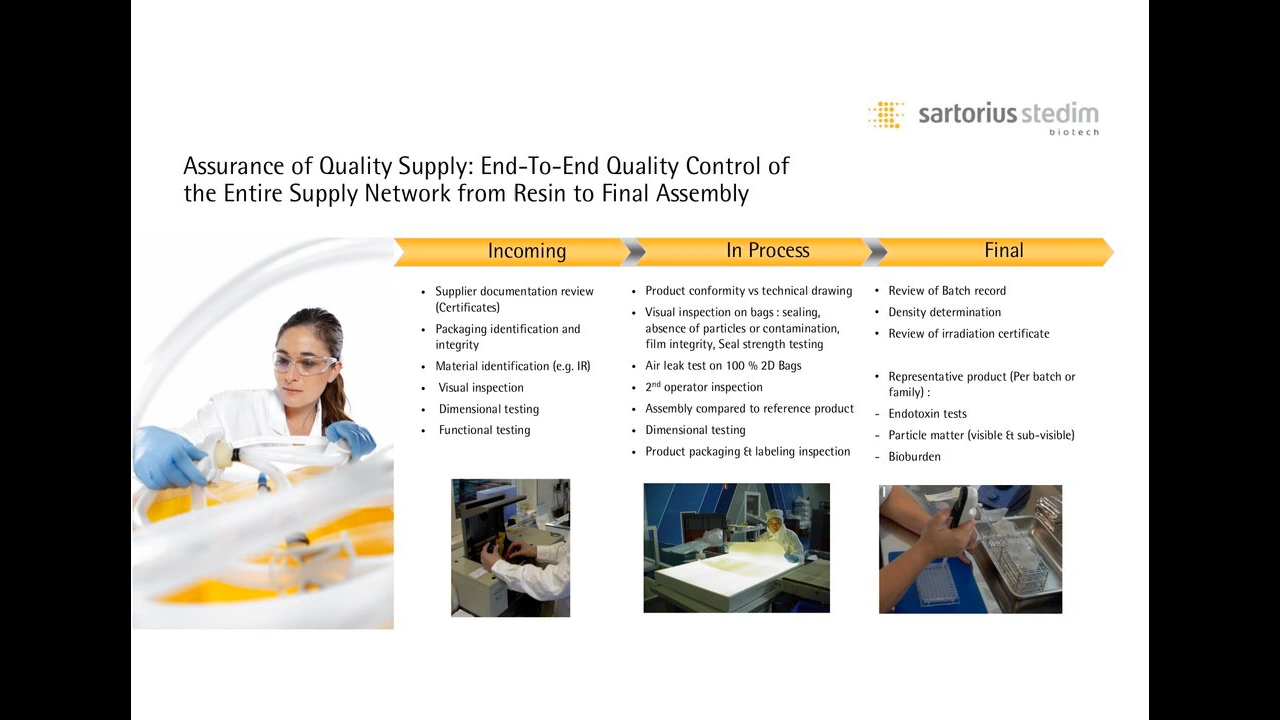 sartorius stedim
biotech
Assurance of Quality Supply: End-To-End Quality Control of
the Entire Supply Network from Resin to Final Assembly
Incoming
In Process
Final
• Supplier documentation review
(Certificates)
• Packaging identification and
integrity
• Material identification (e.g. IR)
• Visual inspection
• Dimensional testing
• Functional testing
• Product conformity vs technical drawing
• Visual inspection on bags : sealing,
absence of particles or contamination,
film integrity, Seal strength testing
• Air leak test on 100 % 2D Bags
• 2nd operator inspection
• Assembly compared to reference product
• Dimensional testing
• Product packaging & labeling inspection
• Review of Batch record
• Density determination
• Review of irradiation certificate
• Representative product (Per batch or
family) :
- Endotoxin tests
- Particle matter (visible & sub-visible)
- Bioburden